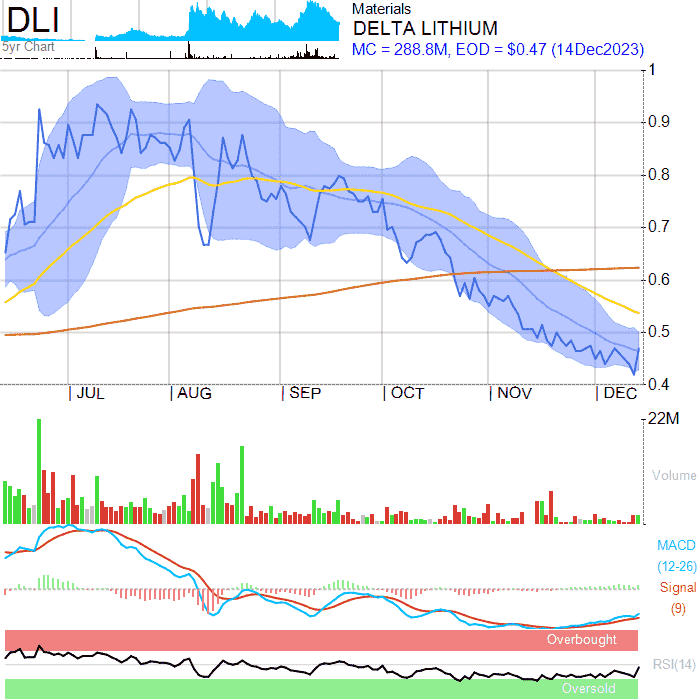 DLI
5yr Chart
Materials
DELTA LITHIUM
MC = 288.8M, EOD = $0.47 (14Dec2023)
1
0.9
0.8
0.7
0.6
0.5
0.4
JUL AUG SEP OCT NOV DEC
22M
Volume
MACD
(12-26)
Signal
(9)
Overbought
RSI(14)
Oversold